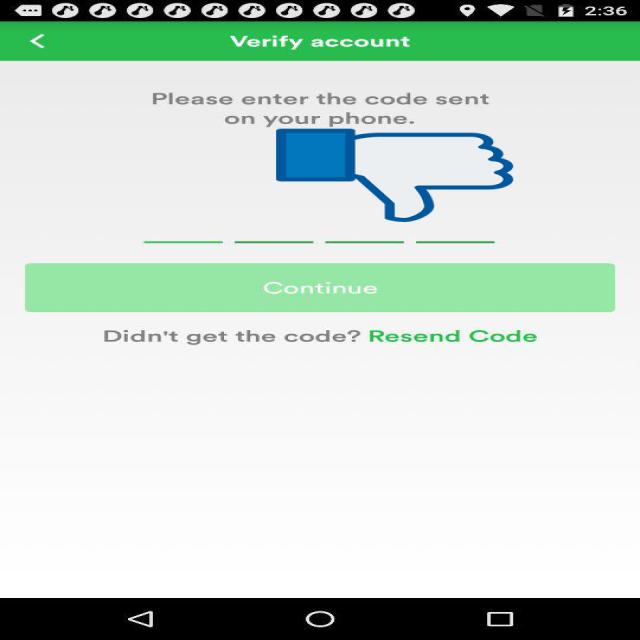 2:36
Verify account
Please enter the code sent
on your phone.
Continue
Didn't get the code? Resend Code